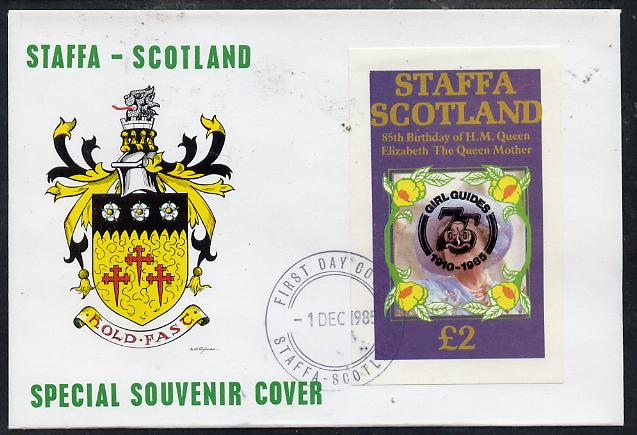 STAFFA - SCOTLAND
STAFFA
SCOTLAND
85th Birthday of H.M. Queen
Elizabeth The Queen Mother
GIRL GUIDES
75
1910-1985
£2
HOLD·FAST
FIRST DAY CO
- 1 DEC 1985
STAFFA-SCOTL
SPECIAL SOUVENIR COVER